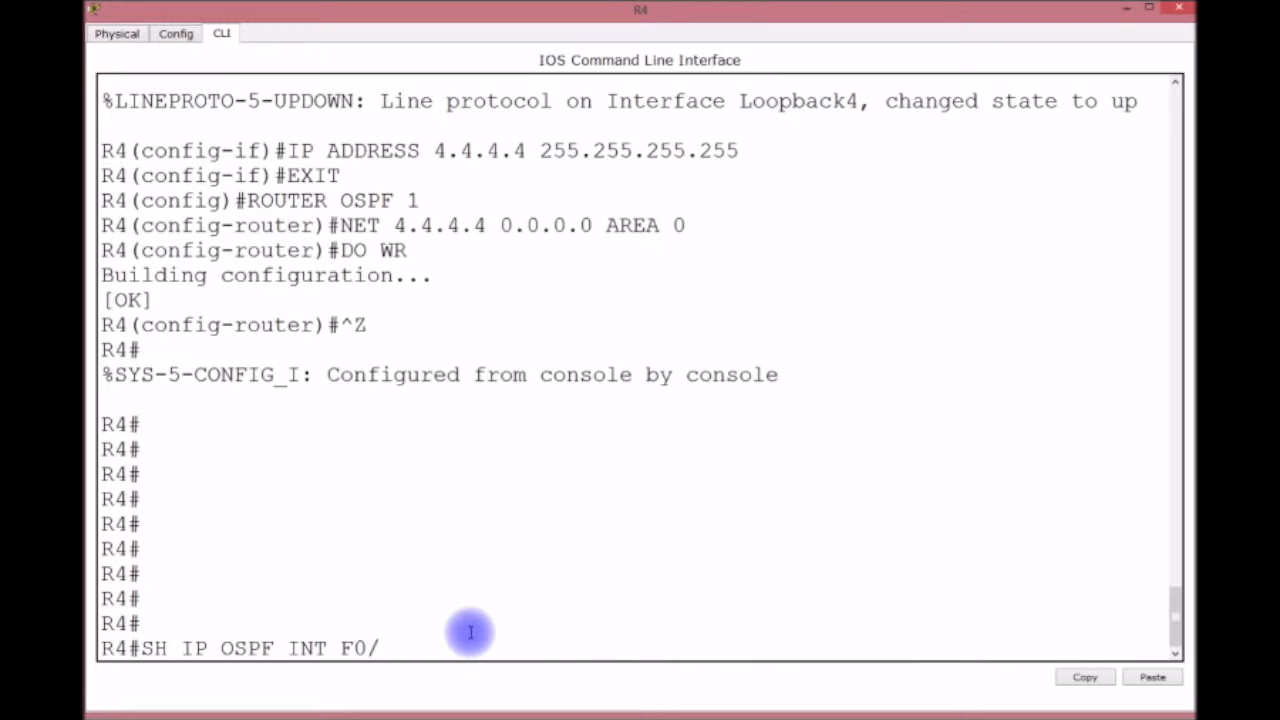 R4
Physical Config CLI
IOS Command Line Interface
%LINEPROTO-5-UPDOWN: Line protocol on Interface Loopback4, changed state to up
R4(config-if)#IP ADDRESS 4.4.4.4 255.255.255.255
R4(config-if)#EXIT
R4(config)#ROUTER OSPF 1
R4(config-router)#NET 4.4.4.4 0.0.0.0 AREA 0
R4(config-router)#DO WR
Building configuration...
[OK]
R4(config-router)#^Z
R4#
%SYS-5-CONFIG_I: Configured from console by console
R4#
R4#
R4#
R4#
R4#
R4#
R4#
R4#
R4#
R4#SH IP OSPF INT F0/
Copy Paste